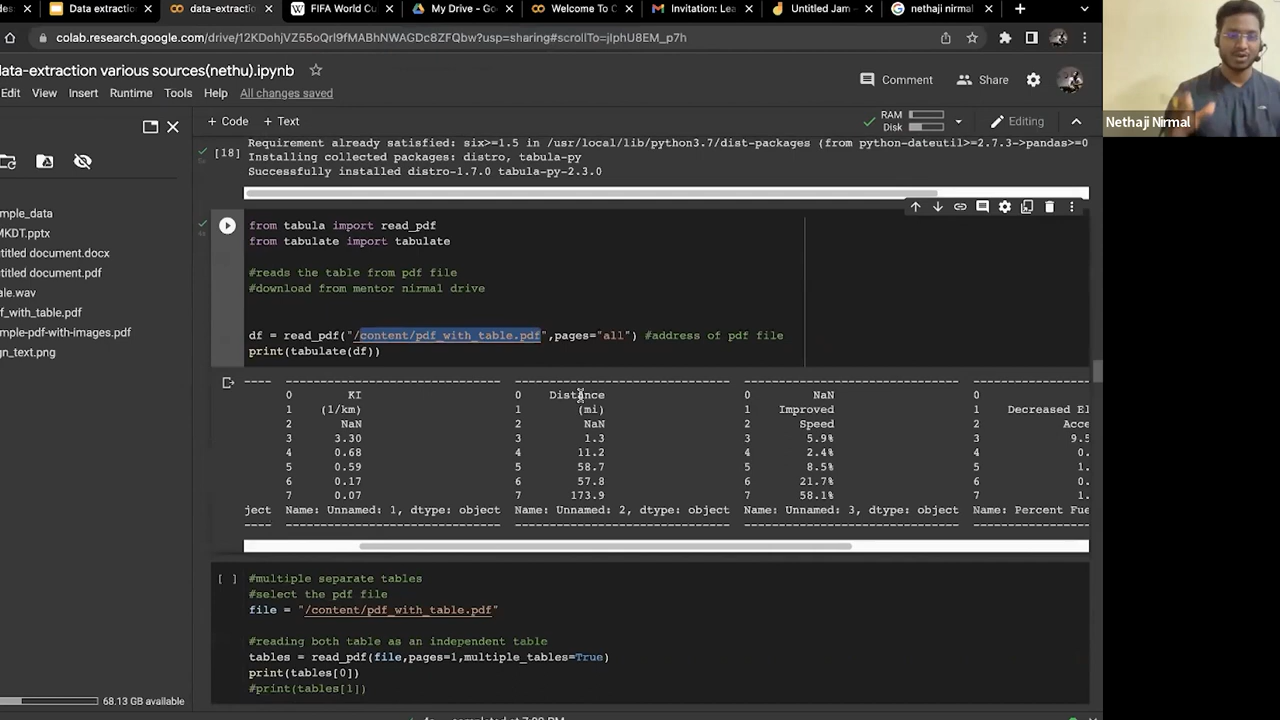 Data extraction
data-extraction
FIFA World Cu
My Drive - Go
Welcome To C
Invitation: Lea
Untitled Jam
nethaji nirmal
colab.research.google.com/drive/12KDohjVZ55oQrl9fMABhNWAGDc8ZFQbw?usp=sharing#scrollTo=jIphU8EM_p7h
ata-extraction various sources(nethu).ipynb
Edit View Insert Runtime Tools Help All changes saved
Comment Share
+ Code + Text
RAM
Disk
Editing
[18]
Requirement already satisfied: six>=1.5 in /usr/local/lib/python3.7/dist-packages (from python-dateutil>=2.7.3->pandas>=0
Installing collected packages: distro, tabula-py
Successfully installed distro-1.7.0 tabula-py-2.3.0
mple_data
MKDT.pptx
ntitled document.docx
ntitled document.pdf
ale.wav
f_with_table.pdf
mple-pdf-with-images.pdf
gn_text.png
68.13 GB available
from tabula import read_pdf
from tabulate import tabulate
#reads the table from pdf file
#download from mentor nirmal drive
df = read_pdf("/content/pdf_with_table.pdf",pages="all") #address of pdf file
print(tabulate(df))
0 KI 0 Distance 0 NaN 0
1 (1/km) 1 (mi) 1 Improved 1 Decreased El
2 NaN 2 NaN 2 Speed 2 Acce
3 3.30 3 1.3 3 5.9% 3 9.5
4 0.68 4 11.2 4 2.4% 4 0.
5 0.59 5 58.7 5 8.5% 5 1.
6 0.17 6 57.8 6 21.7% 6 0.
7 0.07 7 173.9 7 58.1% 7 1.
ject Name: Unnamed: 1, dtype: object Name: Unnamed: 2, dtype: object Name: Unnamed: 3, dtype: object Name: Percent Fue
[ ]
#multiple separate tables
#select the pdf file
file = "/content/pdf_with_table.pdf"
#reading both table as an independent table
tables = read_pdf(file,pages=1,multiple_tables=True)
print(tables[0])
#print(tables[1])
Nethaji Nirmal